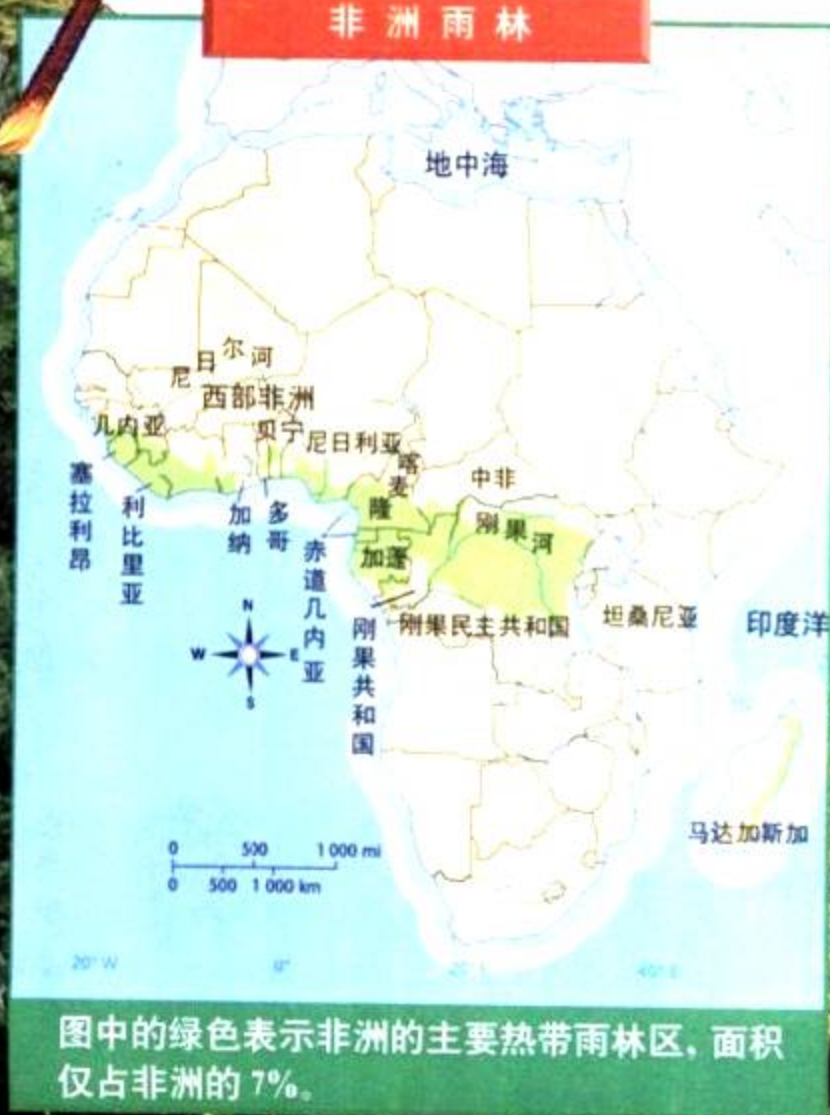 非洲雨林
地中海
尼日尔河
西部非洲
几内亚
贝宁
尼日利亚
喀麦隆
中非
塞拉利昂
利比里亚
加纳
多哥
赤道几内亚
加蓬
刚果河
刚果共和国
刚果民主共和国
坦桑尼亚
印度洋
N
W
E
S
马达加斯加
0 500 1 000 mi
0 500 1 000 km
20° W
0°
图中的绿色表示非洲的主要热带雨林区，面积
仅占非洲的 7%。